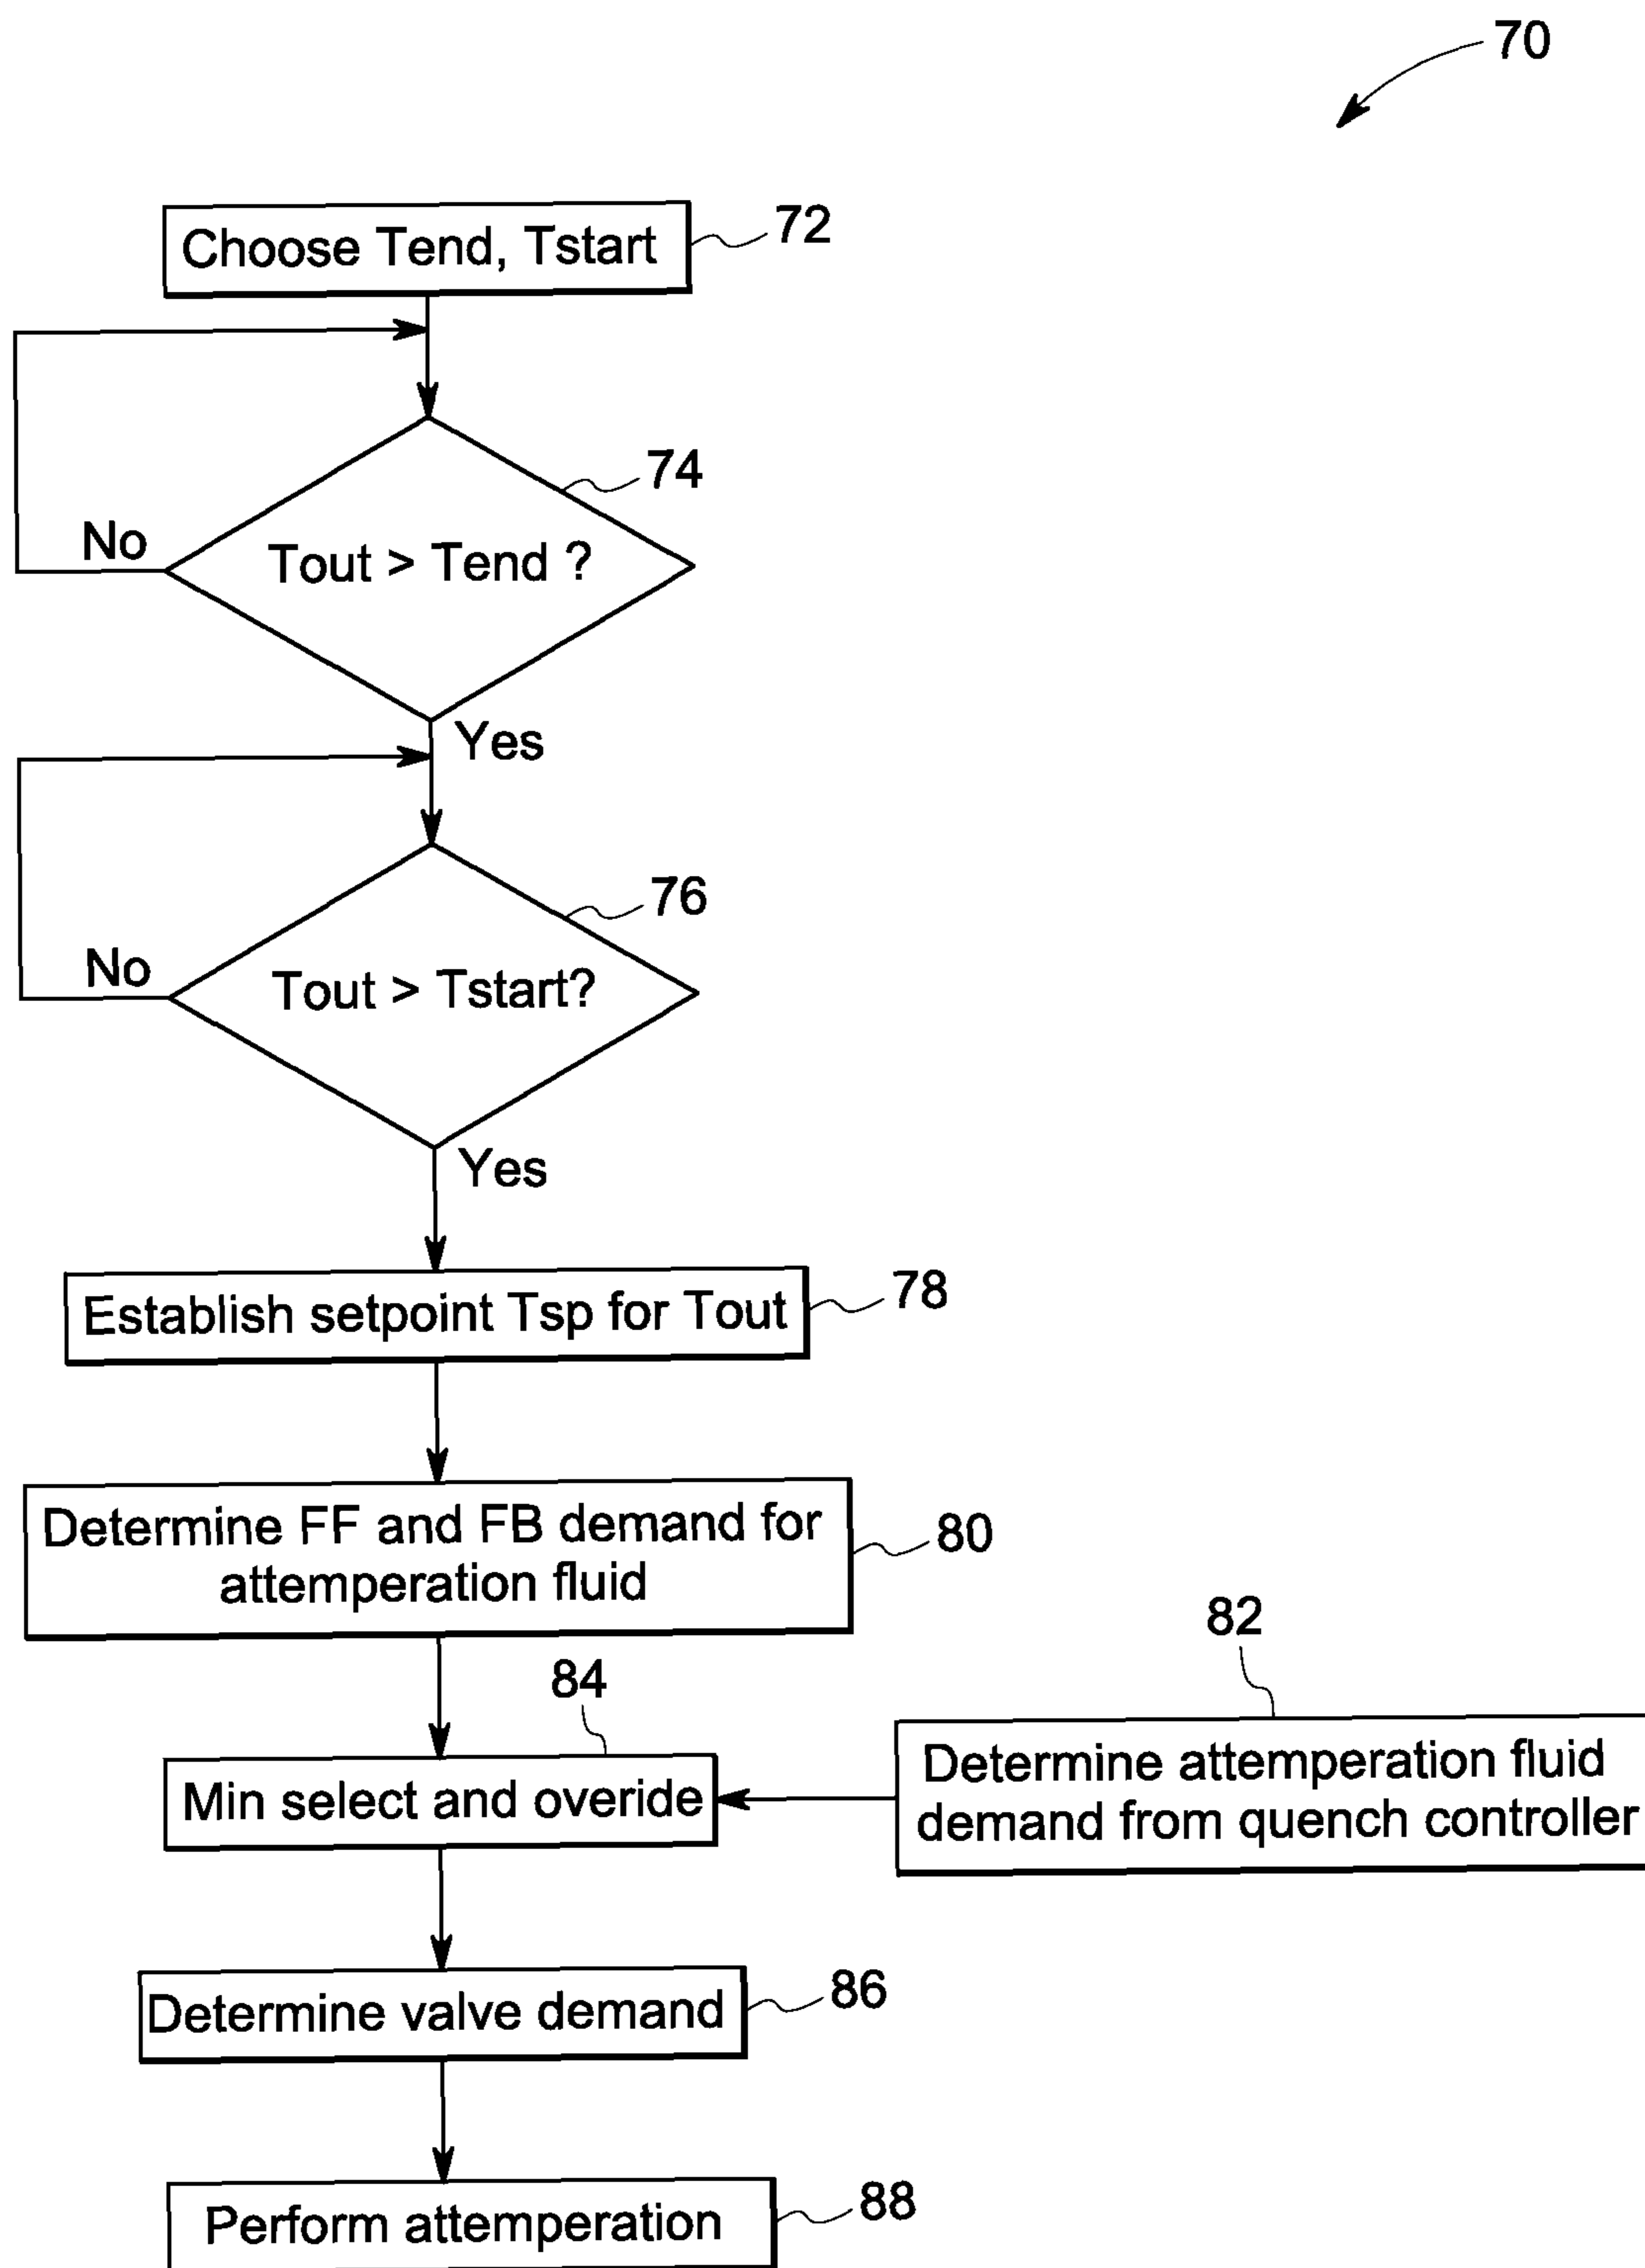 70
Choose Tend, Tstart
72
74
Tout > Tend ?
No
Yes
76
Tout > Tstart?
No
Yes
Establish setpoint Tsp for Tout
78
Determine FF and FB demand for
attemperation fluid
80
82
84
Min select and overide
Determine attemperation fluid
demand from quench controller
Determine valve demand
86
Perform attemperation
88